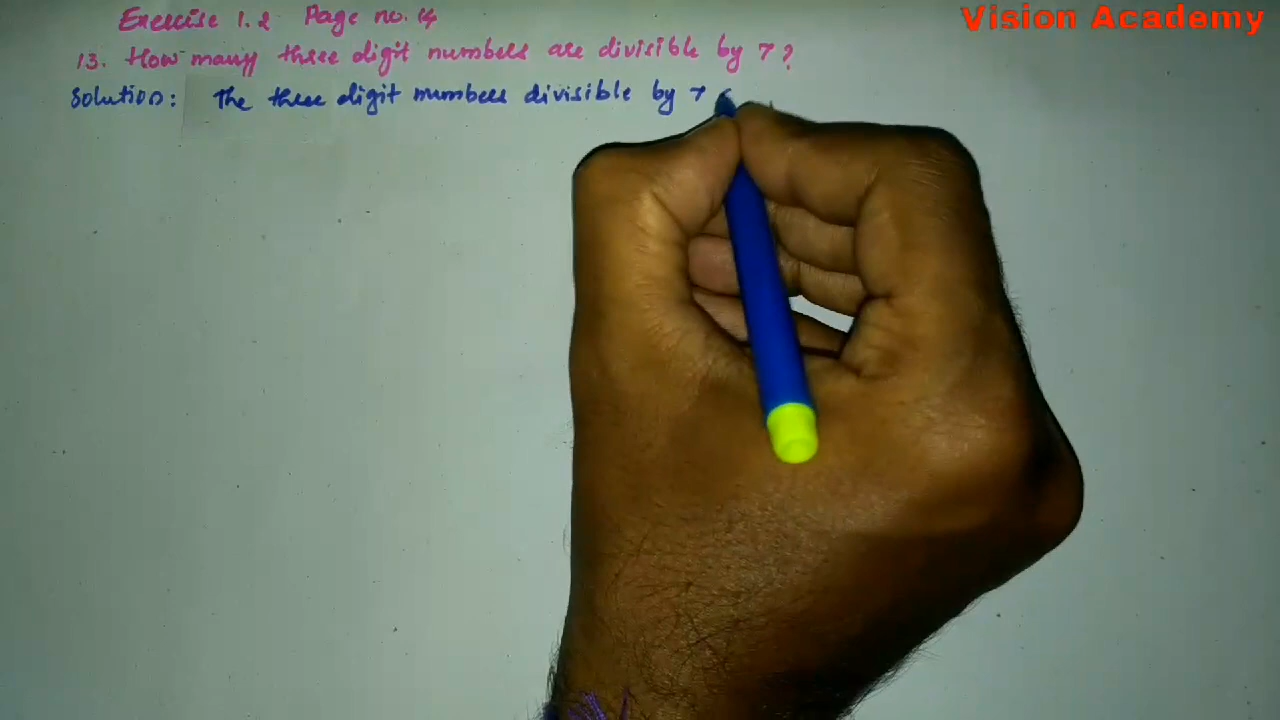 Vision Academy
Exercise 1.2 Page no. 14
13. How many three digit numbers are divisible by 7?
Solution: The three digit numbers divisible by 7